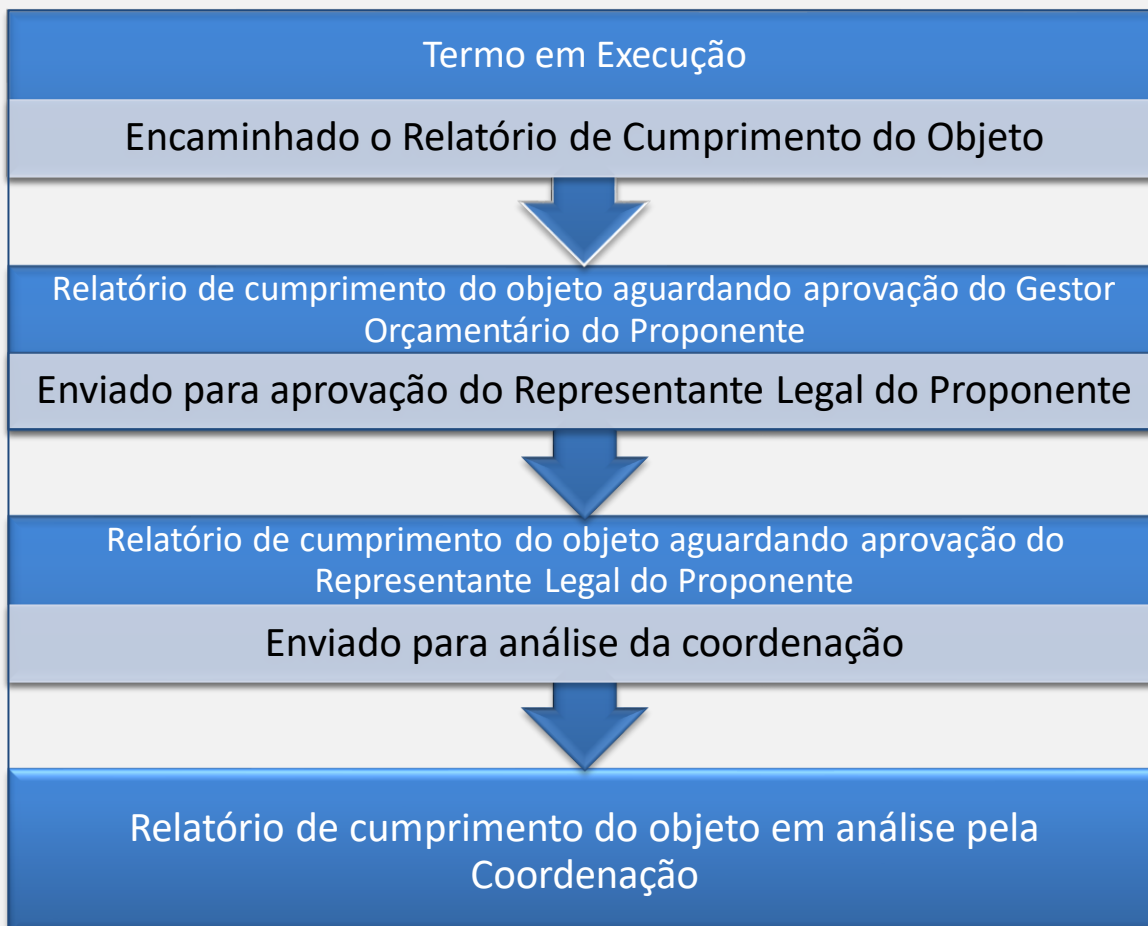 Termo em Execução
Encaminhado o Relatório de Cumprimento do Objeto
Relatório de cumprimento do objeto aguardando aprovação do Gestor
Orçamentário do Proponente
Enviado para aprovação do Representante Legal do Proponente
Relatório de cumprimento do objeto aguardando aprovação do
Representante Legal do Proponente
Enviado para análise da coordenação
Relatório de cumprimento do objeto em análise pela
Coordenação